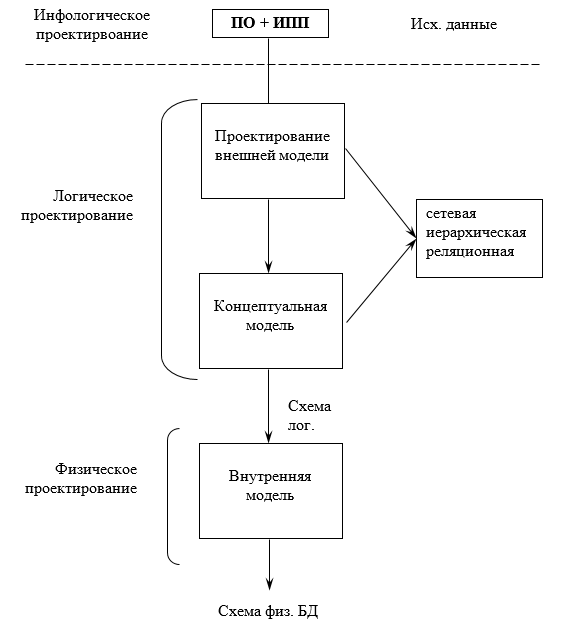 Инфологическое
проектирвоание
ПО + ИПП
Исх. данные
Проектирование
внешней модели
Логическое
проектирование
сетевая
иерархическая
реляционная
Концептуальная
модель
Схема
лог.
Физическое
проектирование
Внутренняя
модель
Схема физ. БД